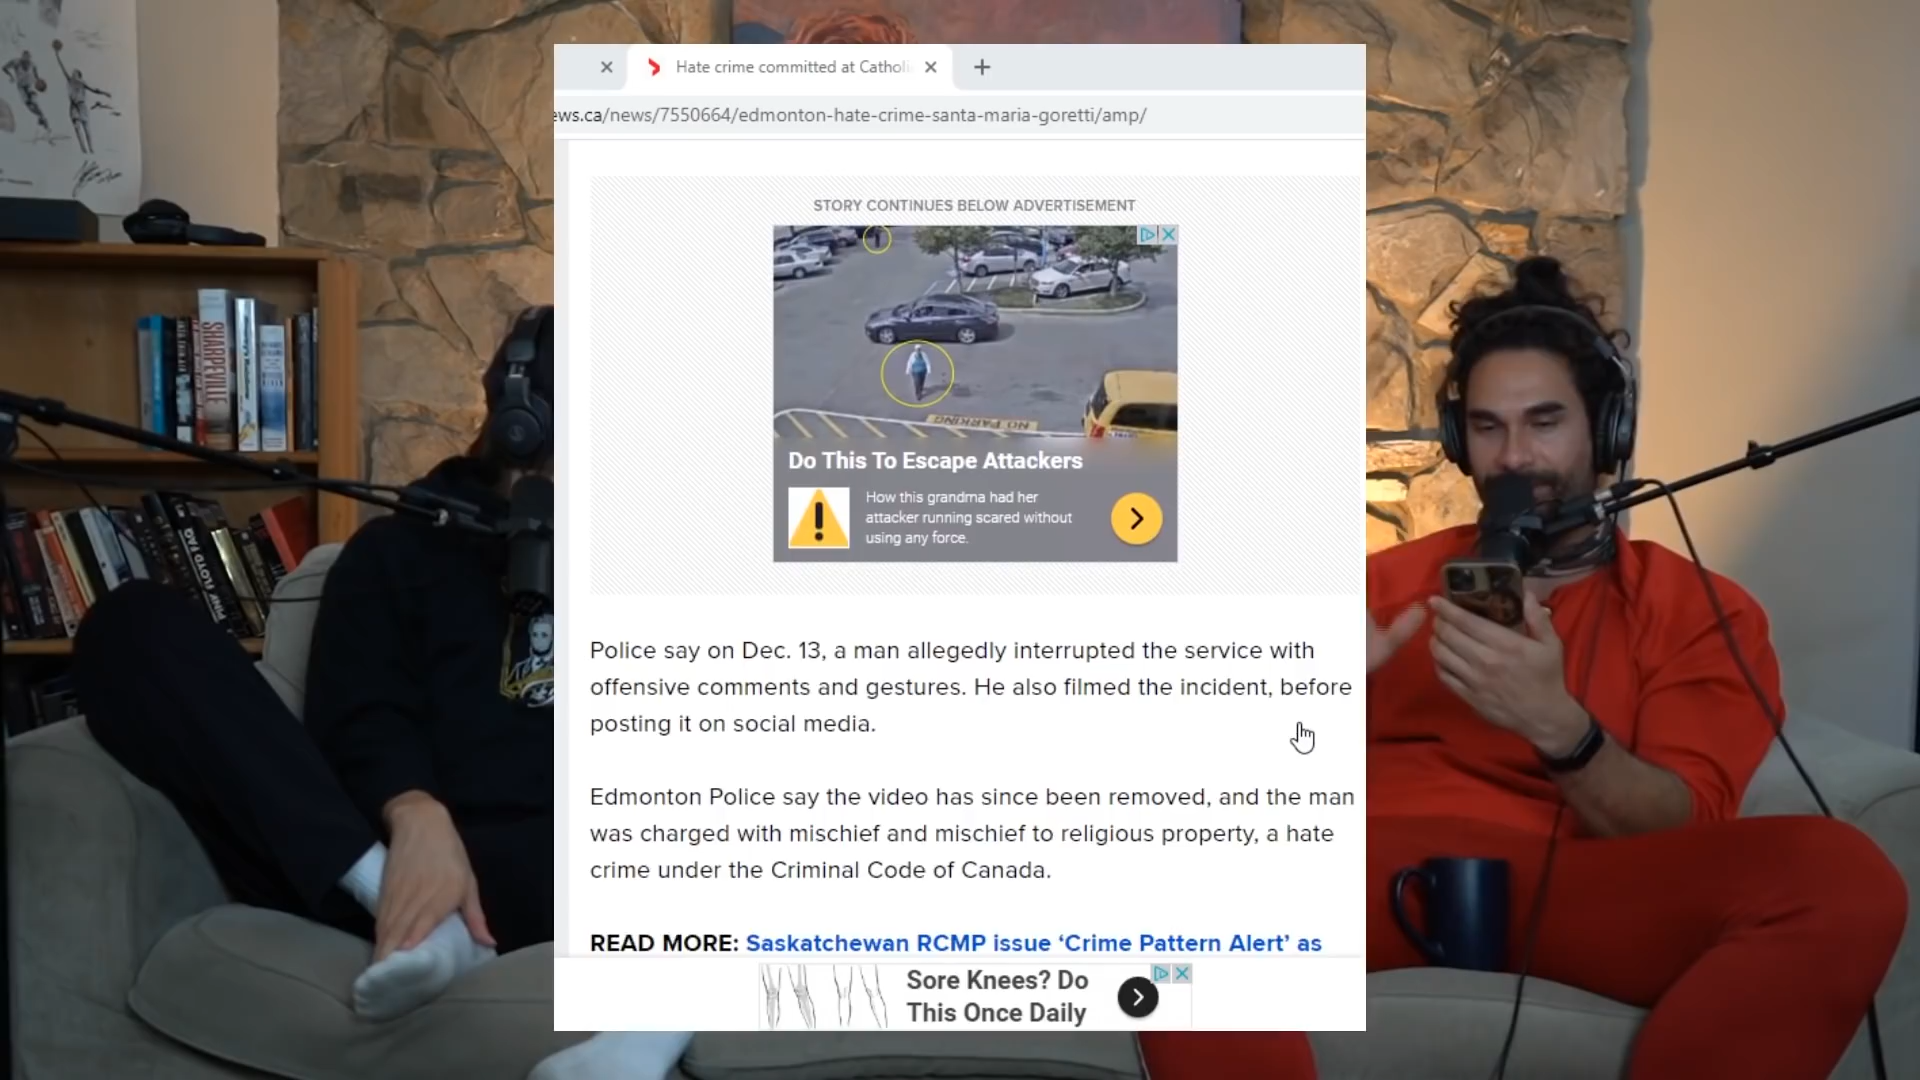 Hate crime committed at Catholi
ews.ca/news/7550664/edmonton-hate-crime-santa-maria-goretti/amp/
STORY CONTINUES BELOW ADVERTISEMENT
NO PARKING
Do This To Escape Attackers
How this grandma had her
attacker running scared without
using any force.
Police say on Dec. 13, a man allegedly interrupted the service with
offensive comments and gestures. He also filmed the incident, before
posting it on social media.
Edmonton Police say the video has since been removed, and the man
was charged with mischief and mischief to religious property, a hate
crime under the Criminal Code of Canada.
READ MORE: Saskatchewan RCMP issue ‘Crime Pattern Alert’ as
Sore Knees? Do
This Once Daily
SHARPEVILLE
PINK FLOYD FAQ